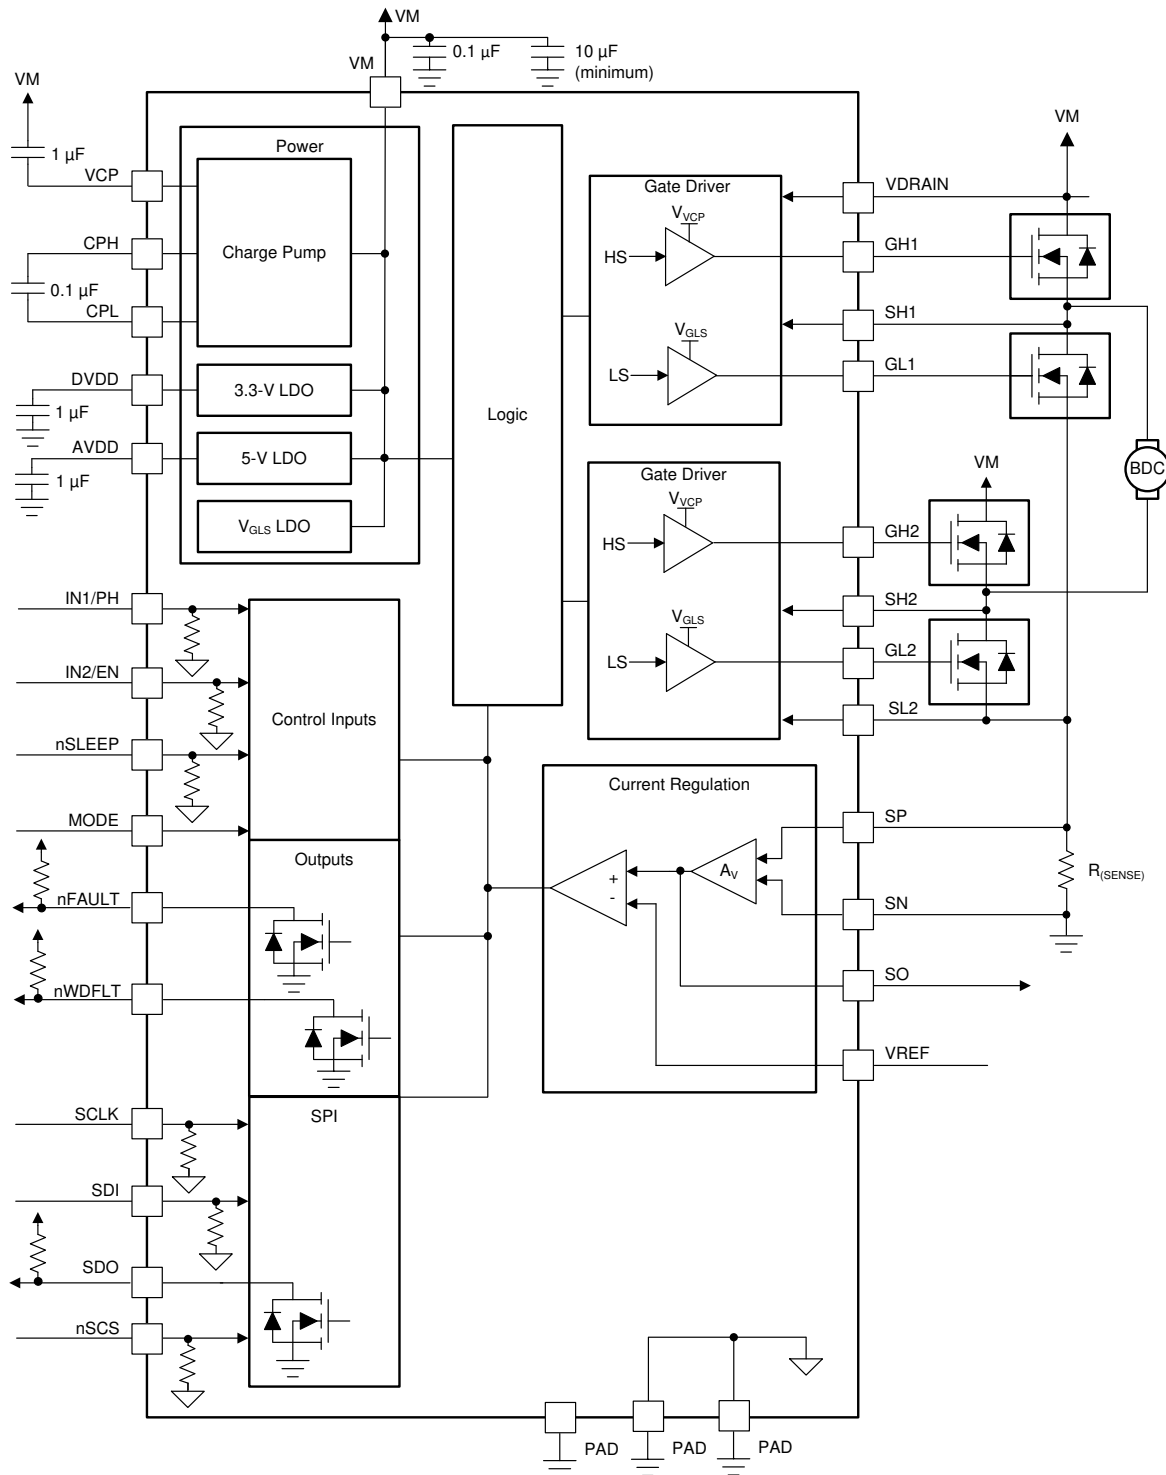 VM
0.1 µF
10 µF
(minimum)
VM
VM
1 µF
VCP
CPH
0.1 µF
CPL
DVDD
1 µF
AVDD
1 µF
Power
Charge Pump
3.3-V LDO
5-V LDO
VGLS LDO
Logic
Gate Driver
VVCP
HS
VGLS
LS
Gate Driver
VVCP
HS
VGLS
LS
VM
VDRAIN
GH1
SH1
GL1
BDC
VM
GH2
SH2
GL2
SL2
IN1/PH
IN2/EN
nSLEEP
MODE
Control Inputs
Outputs
nFAULT
nWDFLT
Current Regulation
+
-
AV
SP
SN
R(SENSE)
SO
VREF
SPI
SCLK
SDI
SDO
nSCS
PAD
PAD
PAD